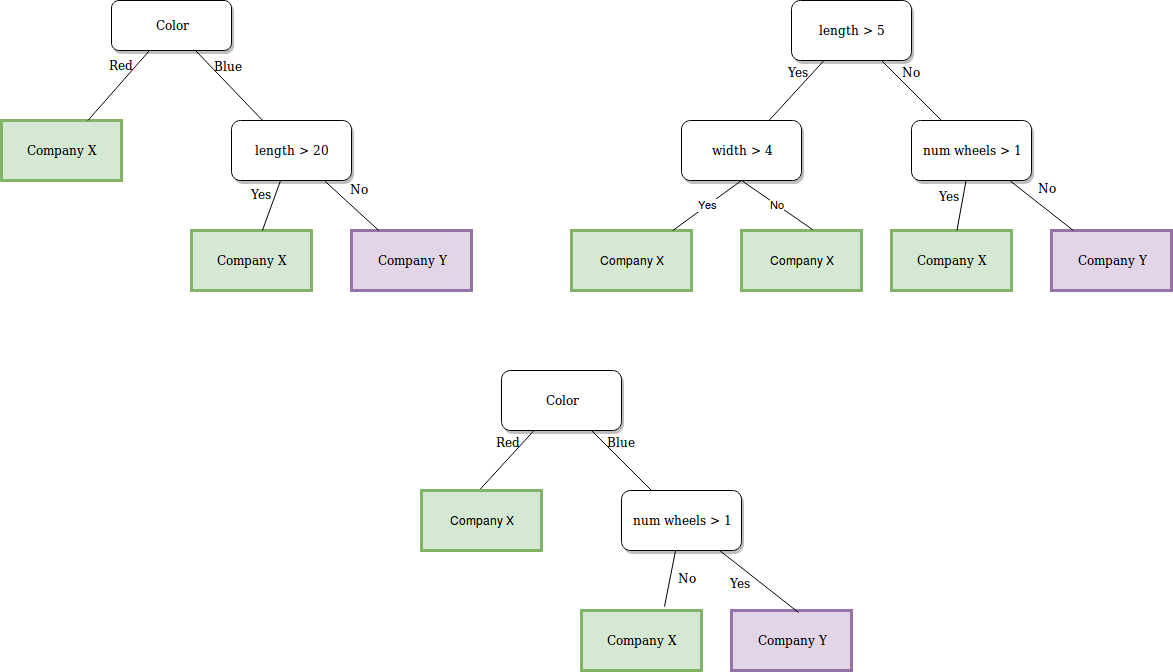 Color
Red
Blue
Company X
length > 20
Yes
No
Company X
Company Y
length > 5
Yes
No
width > 4
num wheels > 1
Yes
No
Yes
No
Company X
Company X
Company X
Company Y
Color
Red
Blue
Company X
num wheels > 1
No
Yes
Company X
Company Y